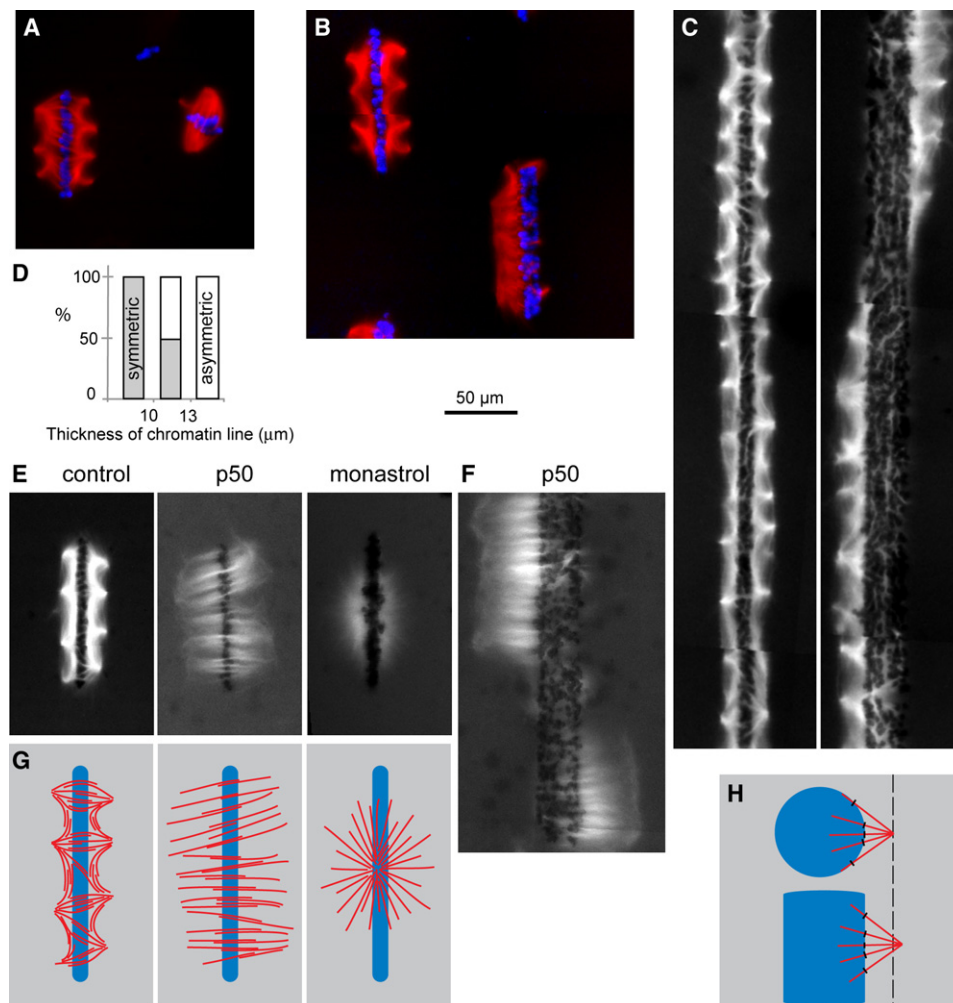 A
B
C
D
100
%
50
0
symmetric
asymmetric
10 13
Thickness of chromatin line (μm)
50 μm
E control p50 monastrol
F p50
G
H